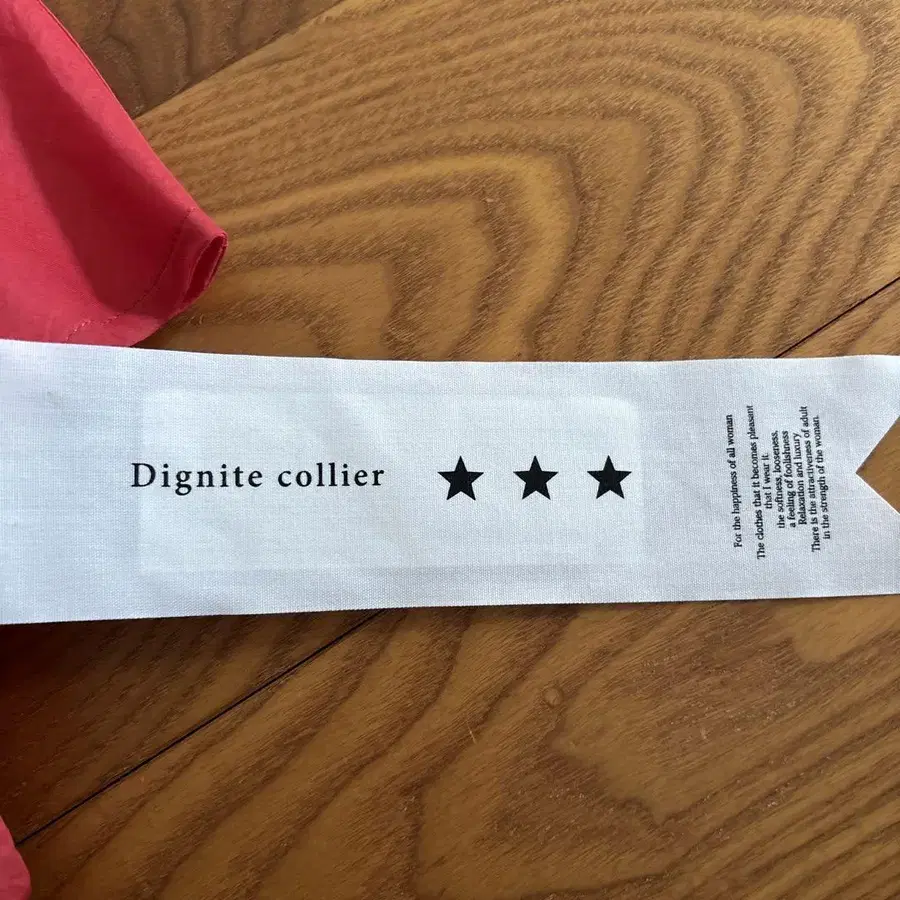 Dignite collier ★ ★ ★
For the happiness of all woman
The clothes that it becomes pleasant
that I wear it.
the softness, looseness,
a feeling of foolishness
Relaxation and luxury
There is the attractiveness of adult
in the strength of the woman.